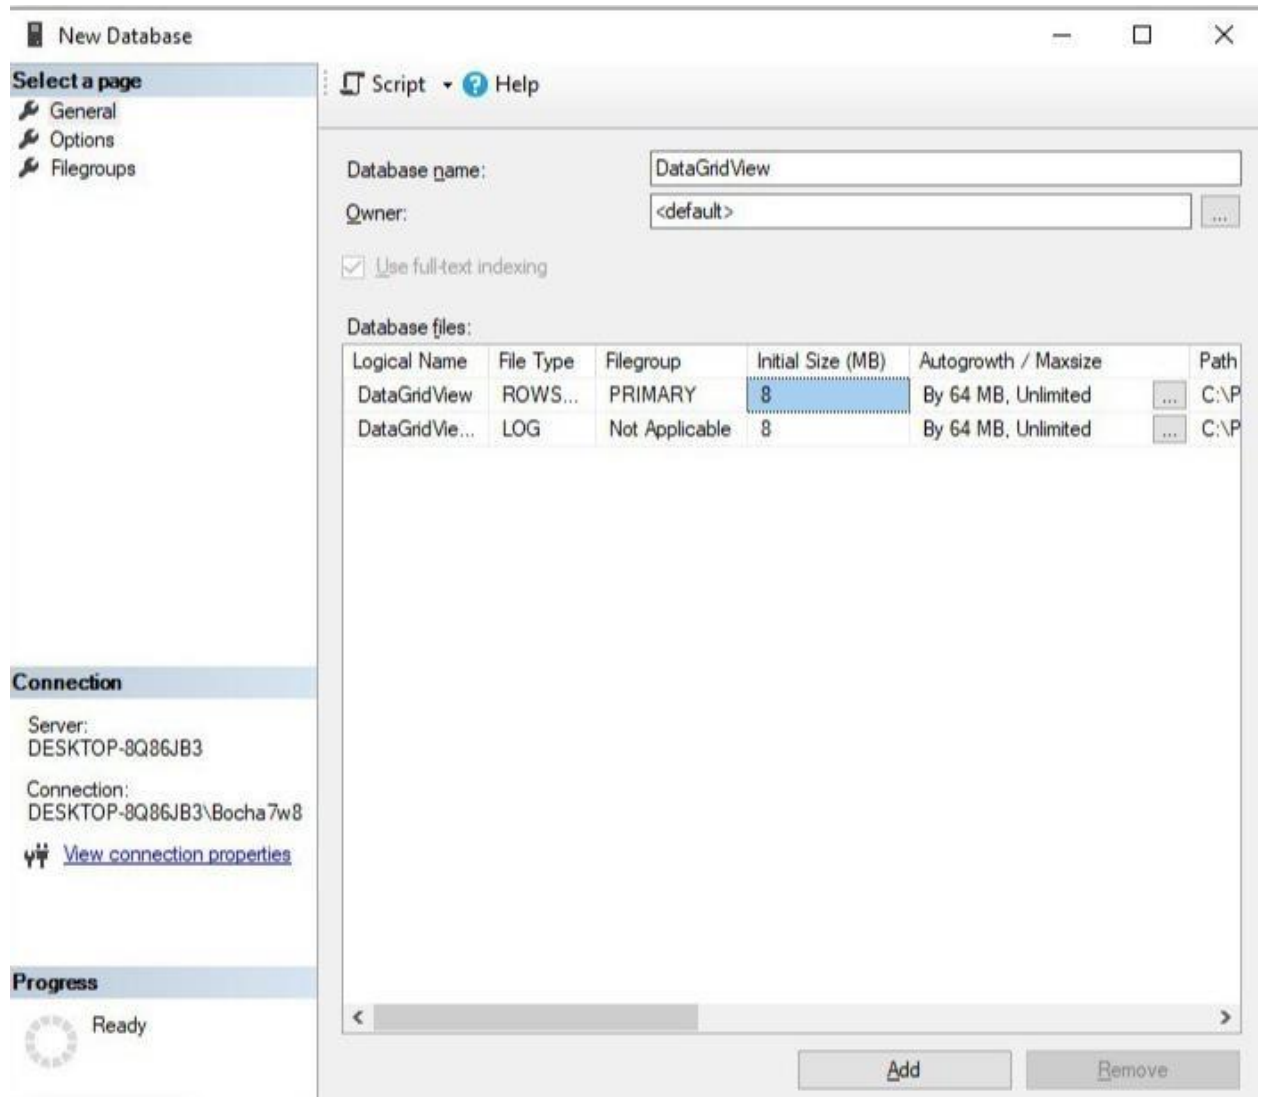 New Database
Select a page
General
Options
Filegroups
Script Help
Database name: DataGridView
Owner: <default> ...
Use full-text indexing
Database files:
Logical Name File Type Filegroup Initial Size (MB) Autogrowth / Maxsize Path
DataGridView ROWS... PRIMARY 8 By 64 MB, Unlimited ... C:\P
DataGridVie... LOG Not Applicable 8 By 64 MB, Unlimited ... C:\P
Connection
Server:
DESKTOP-8Q86JB3
Connection:
DESKTOP-8Q86JB3\Bocha7w8
View connection properties
Progress
Ready
Add Remove